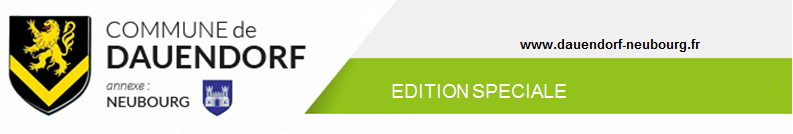 COMMUNE de
DAUENDORF
annexe :
NEUBOURG
www.dauendorf-neubourg.fr
EDITION SPECIALE